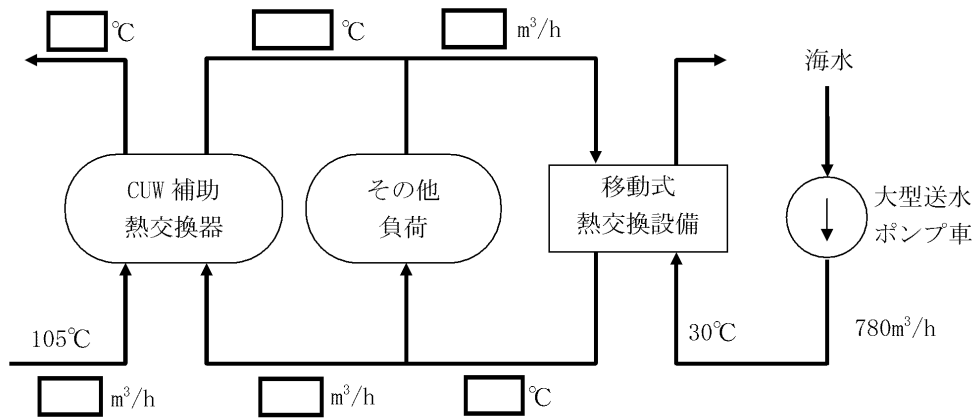 ℃
℃
m³/h
海水
CUW 補助
熱交換器
その他
負荷
移動式
熱交換設備
大型送水
ポンプ車
105℃
30℃
780m³/h
m³/h
m³/h
℃